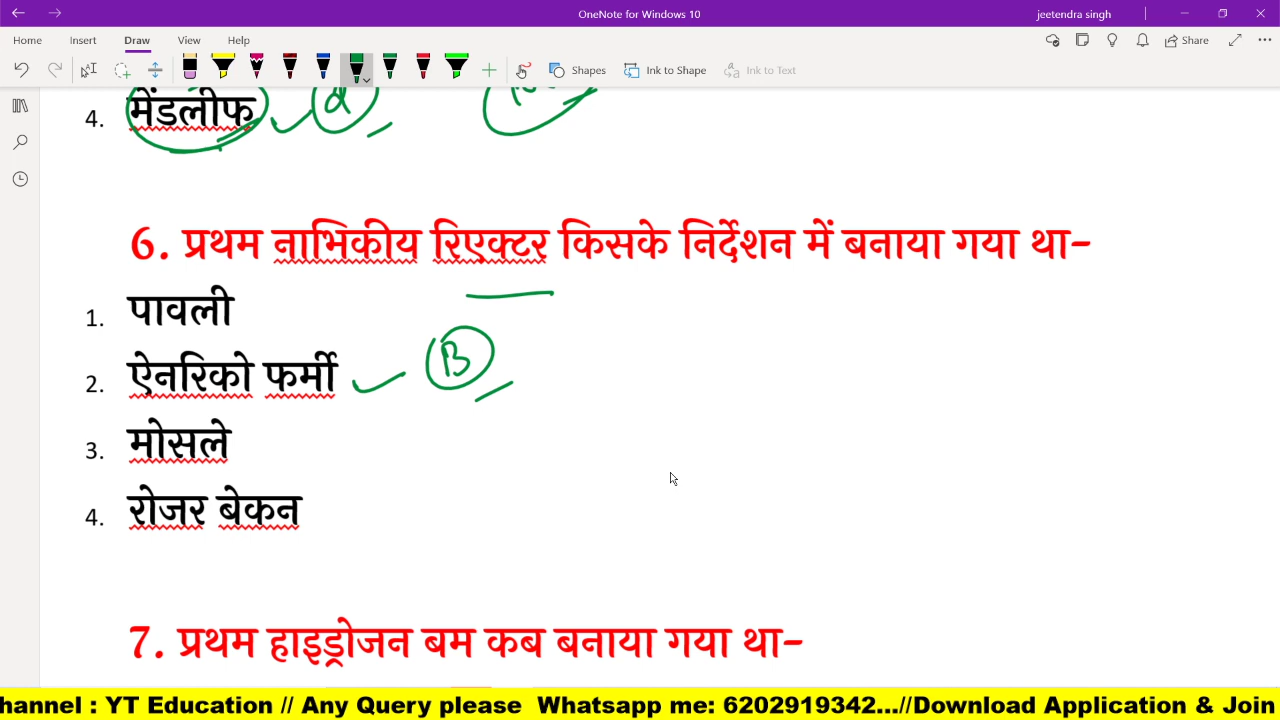 OneNote for Windows 10
jeetendra singh
Home Insert Draw View Help
Share
Shapes Ink to Shape Ink to Text
4. मेंडलीफ
6. प्रथम नाभिकीय रिएक्टर किसके निर्देशन में बनाया गया था-
1. पावली
2. ऐनरिको फर्मी B
3. मोसले
4. रोजर बेकन
7. प्रथम हाइड्रोजन बम कब बनाया गया था-
hannel : YT Education // Any Query please Whatsapp me: 6202919342...//Download Application & Join